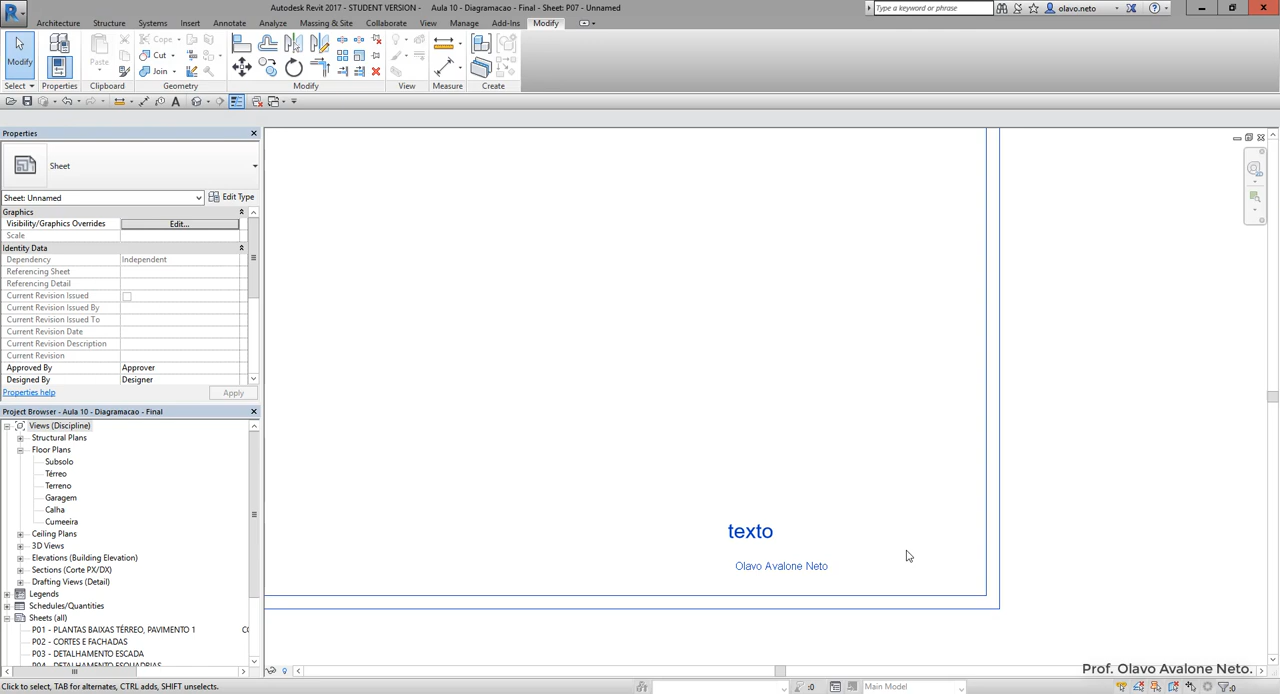 Autodesk Revit 2017 - STUDENT VERSION - Aula 10 - Diagramacao - Final - Sheet: P07 - Unnamed
Type a keyword or phrase
olavo.neto
Architecture Structure Systems Insert Annotate Analyze Massing & Site Collaborate View Manage Add-Ins Modify
Modify
Paste
Cope
Cut
Join
Select Properties Clipboard Geometry Modify View Measure Create
Properties
Sheet
Sheet: Unnamed
Edit Type
Graphics
Visibility/Graphics Overrides Edit...
Scale
Identity Data
Dependency Independent
Referencing Sheet
Referencing Detail
Current Revision Issued
Current Revision Issued By
Current Revision Issued To
Current Revision Date
Current Revision Description
Current Revision
Approved By Approver
Designed By Designer
Properties help
Apply
Project Browser - Aula 10 - Diagramacao - Final
Views (Discipline)
Structural Plans
Floor Plans
Subsolo
Térreo
Terreno
Garagem
Calha
Cumeeira
Ceiling Plans
3D Views
Elevations (Building Elevation)
Sections (Corte PX/DX)
Drafting Views (Detail)
Legends
Schedules/Quantities
Sheets (all)
P01 - PLANTAS BAIXAS TÉRREO, PAVIMENTO 1
P02 - CORTES E FACHADAS
P03 - DETALHAMENTO ESCADA
P04 - DETALHAMENTO ESQUADRIAS
texto
Olavo Avalone Neto
Prof. Olavo Avalone Neto.
Click to select, TAB for alternates, CTRL adds, SHIFT unselects.
:0
Main Model
:0